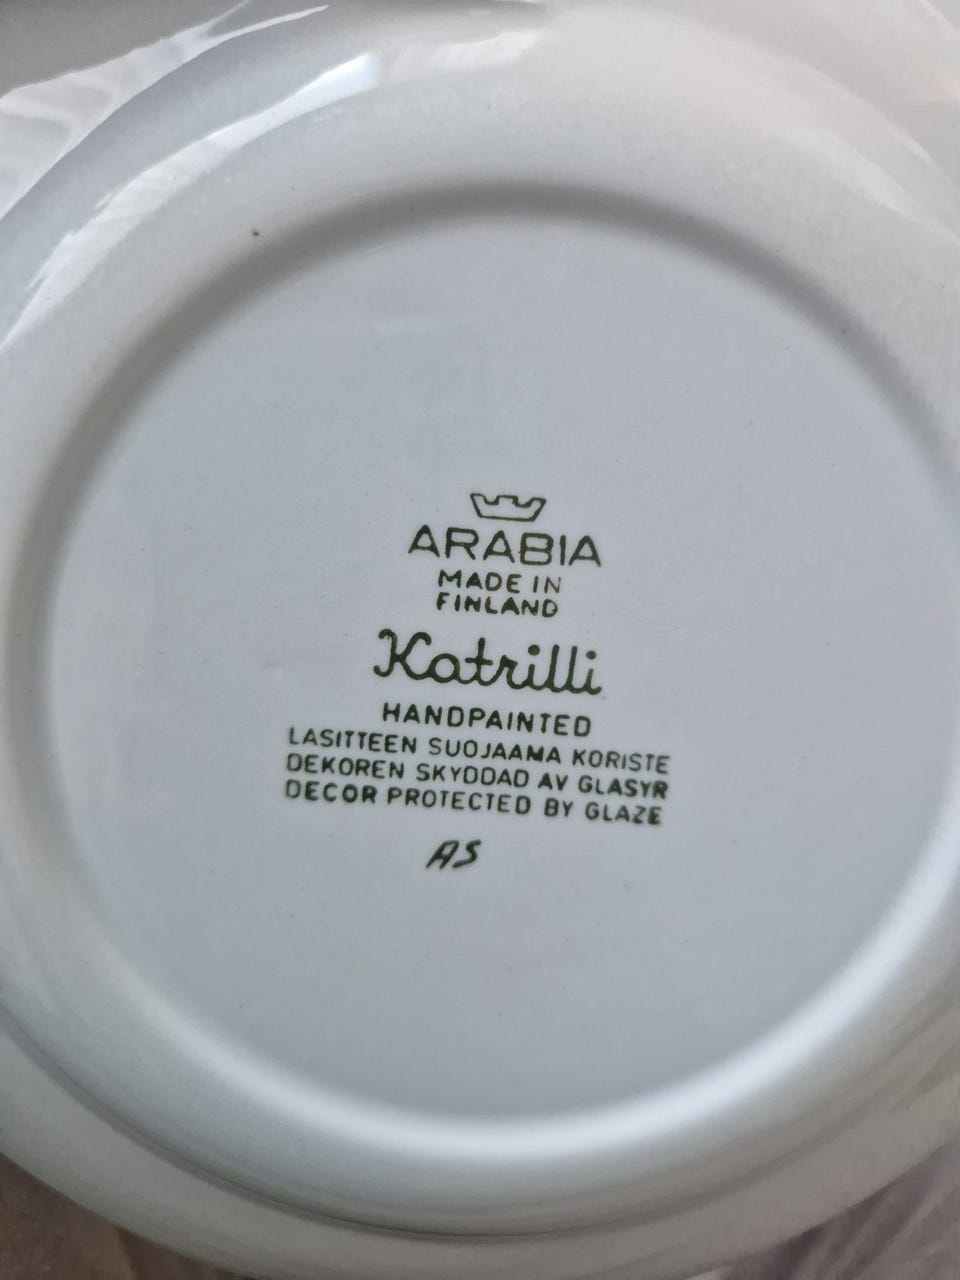 ARABIA
MADE IN
FINLAND
Katrilli
HANDPAINTED
LASITTEEN SUOJAAMA KORISTE
DEKOREN SKYDDAD AV GLASYR
DECOR PROTECTED BY GLAZE
AS